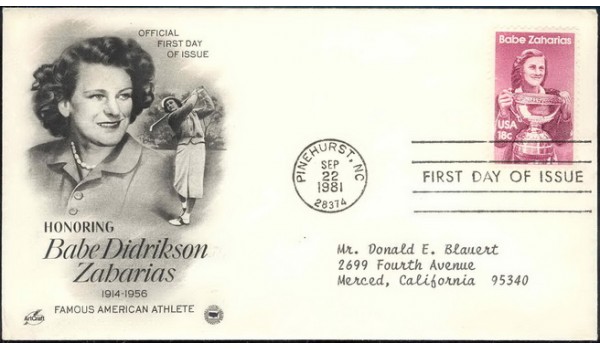 OFFICIAL
FIRST DAY
OF ISSUE
HONORING
Babe Didrikson
Zaharias
1914-1956
FAMOUS AMERICAN ATHLETE
ArtCraft
Babe Zaharias
USA
18c
PINEHURST, NC
SEP
22
1981
28374
FIRST DAY OF ISSUE
Mr. Donald E. Blauert
2699 Fourth Avenue
Merced, California 95340